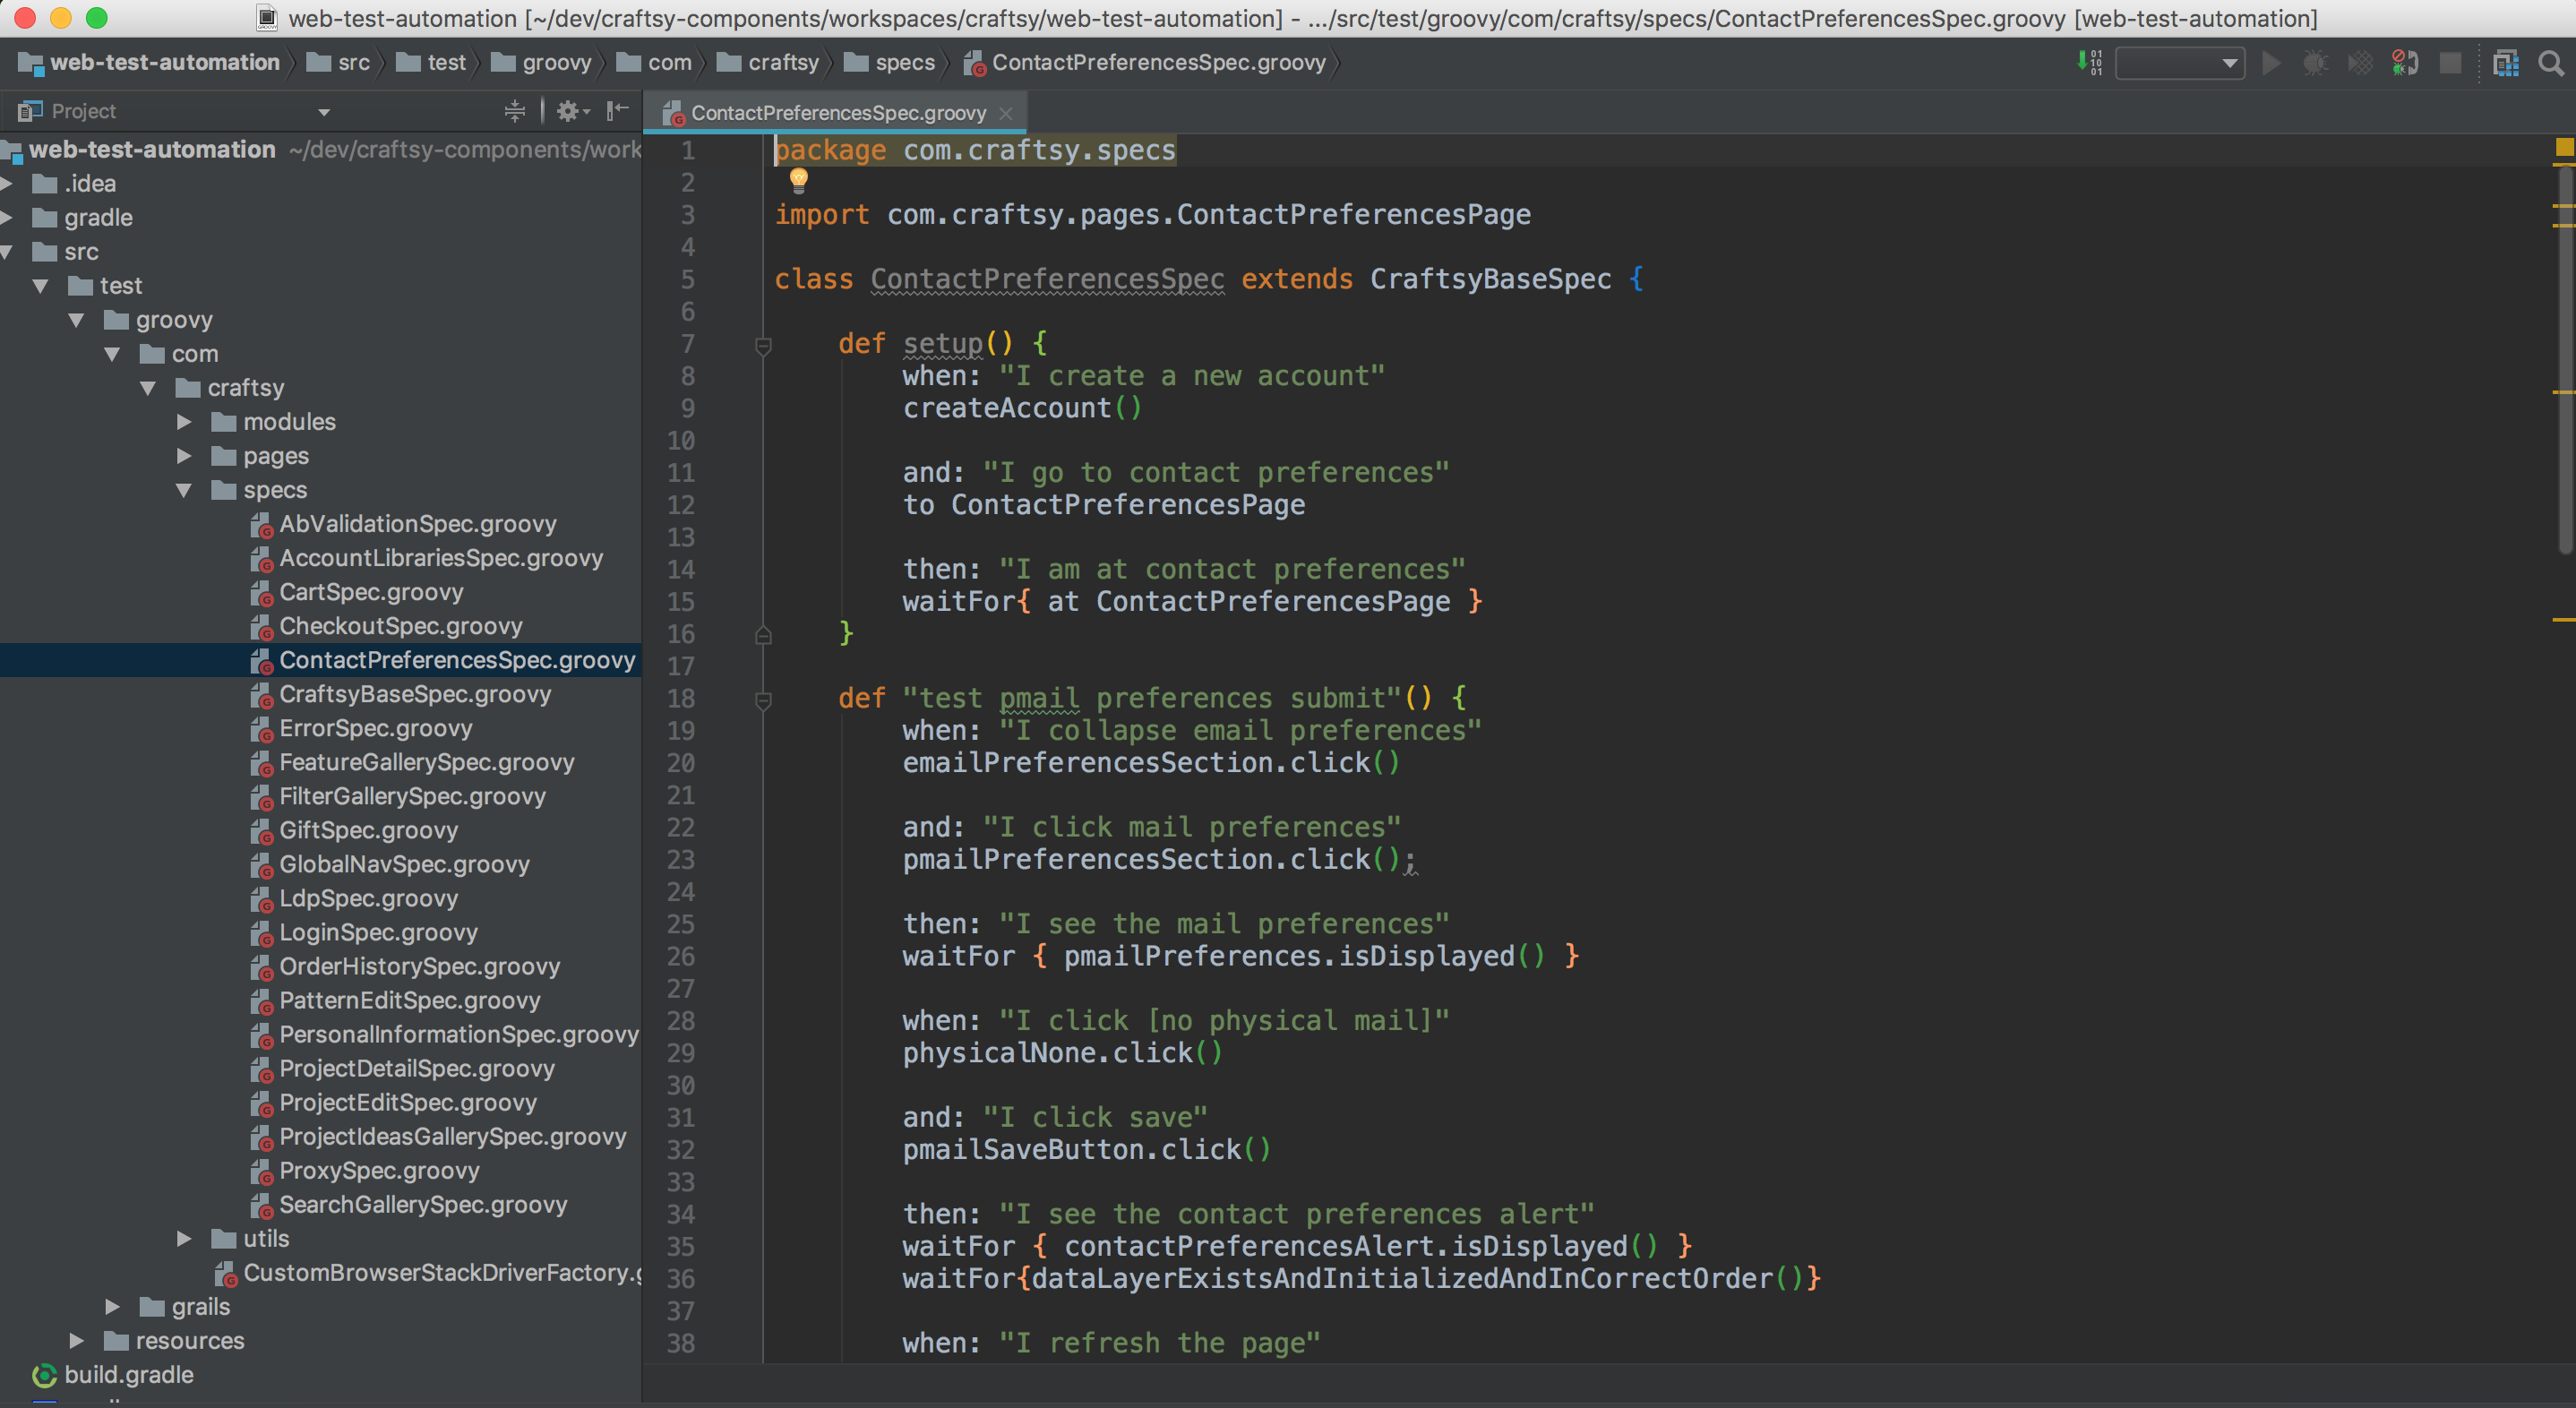 web-test-automation [~/dev/craftsy-components/workspaces/craftsy/web-test-automation] - .../src/test/groovy/com/craftsy/specs/ContactPreferencesSpec.groovy [web-test-automation]
web-test-automation src test groovy com craftsy specs ContactPreferencesSpec.groovy
Project
web-test-automation ~/dev/craftsy-components/work
.idea
gradle
src
test
groovy
com
craftsy
modules
pages
specs
AbValidationSpec.groovy
AccountLibrariesSpec.groovy
CartSpec.groovy
CheckoutSpec.groovy
ContactPreferencesSpec.groovy
CraftsyBaseSpec.groovy
ErrorSpec.groovy
FeatureGallerySpec.groovy
FilterGallerySpec.groovy
GiftSpec.groovy
GlobalNavSpec.groovy
LdpSpec.groovy
LoginSpec.groovy
OrderHistorySpec.groovy
PatternEditSpec.groovy
PersonalInformationSpec.groovy
ProjectDetailSpec.groovy
ProjectEditSpec.groovy
ProjectIdeasGallerySpec.groovy
ProxySpec.groovy
SearchGallerySpec.groovy
utils
CustomBrowserStackDriverFactory.g
grails
resources
build.gradle
ContactPreferencesSpec.groovy
1 package com.craftsy.specs
2
3 import com.craftsy.pages.ContactPreferencesPage
4
5 class ContactPreferencesSpec extends CraftsyBaseSpec {
6
7 def setup() {
8 when: "I create a new account"
9 createAccount()
10
11 and: "I go to contact preferences"
12 to ContactPreferencesPage
13
14 then: "I am at contact preferences"
15 waitFor{ at ContactPreferencesPage }
16 }
17
18 def "test pmail preferences submit"() {
19 when: "I collapse email preferences"
20 emailPreferencesSection.click()
21
22 and: "I click mail preferences"
23 pmailPreferencesSection.click();
24
25 then: "I see the mail preferences"
26 waitFor { pmailPreferences.isDisplayed() }
27
28 when: "I click [no physical mail]"
29 physicalNone.click()
30
31 and: "I click save"
32 pmailSaveButton.click()
33
34 then: "I see the contact preferences alert"
35 waitFor { contactPreferencesAlert.isDisplayed() }
36 waitFor{dataLayerExistsAndInitializedAndInCorrectOrder()}
37
38 when: "I refresh the page"